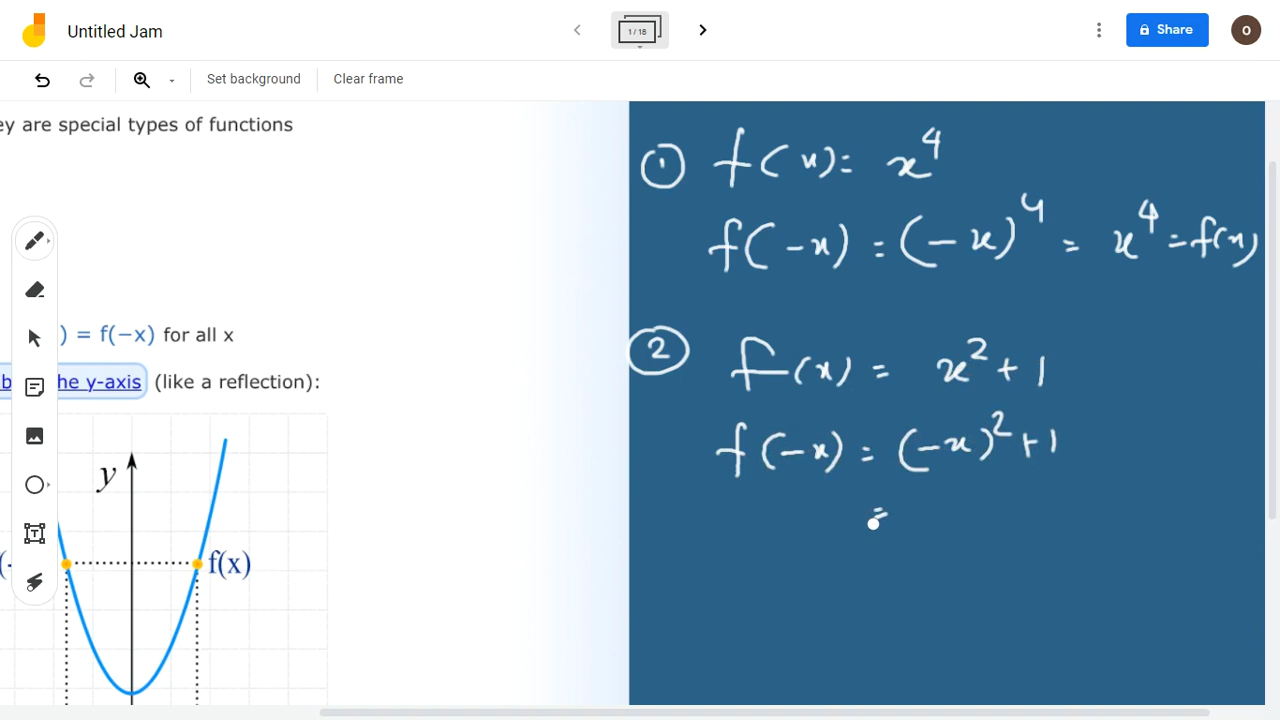 Untitled Jam
1 / 18
Share
O
Set background
Clear frame
ey are special types of functions
) = f(−x) for all x
he y-axis (like a reflection):
y
f(x)
① f(x) = x⁴
f(-x) = (-x)⁴ = x⁴ = f(x)
② f(x) = x² + 1
f(-x) = (-x)² + 1
=